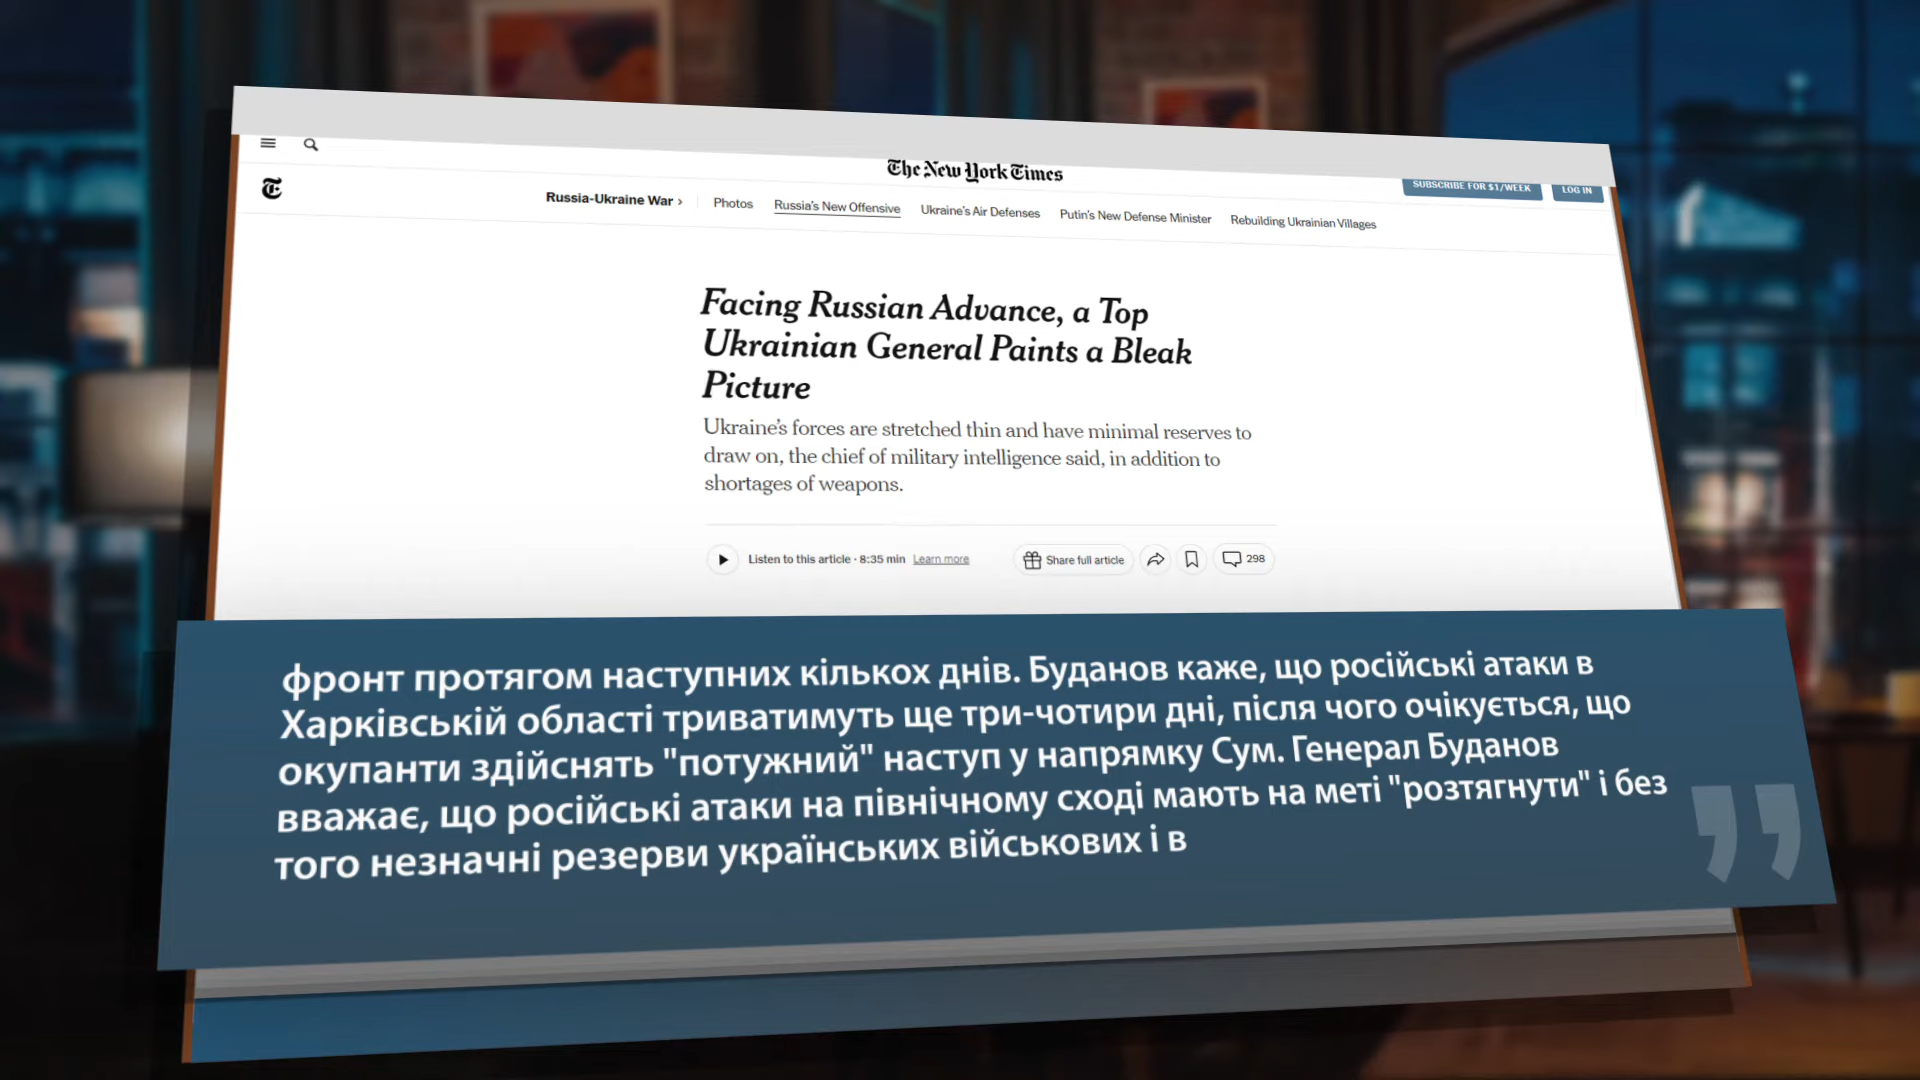 The New York Times
SUBSCRIBE FOR $1/WEEK LOG IN
Russia-Ukraine War › Photos Russia's New Offensive Ukraine's Air Defenses Putin's New Defense Minister Rebuilding Ukrainian Villages
Facing Russian Advance, a Top
Ukrainian General Paints a Bleak
Picture
Ukraine's forces are stretched thin and have minimal reserves to
draw on, the chief of military intelligence said, in addition to
shortages of weapons.
Listen to this article · 8:35 min Learn more Share full article 298
фронт протягом наступних кількох днів. Буданов каже, що російські атаки в
Харківській області триватимуть ще три-чотири дні, після чого очікується, що
окупанти здійснять "потужний" наступ у напрямку Сум. Генерал Буданов
вважає, що російські атаки на північному сході мають на меті "розтягнути" і без
того незначні резерви українських військових і в